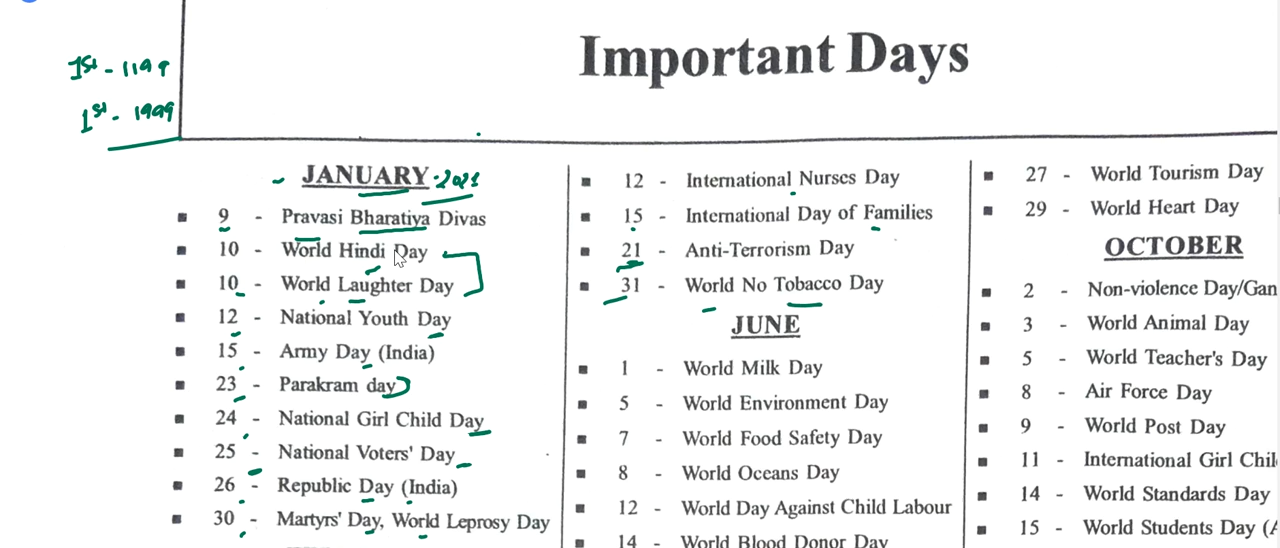 Important Days
1st - 1199
1st - 1999
JANUARY - 2021
9 - Pravasi Bharatiya Divas
10 - World Hindi Day
10 - World Laughter Day
12 - National Youth Day
15 - Army Day (India)
23 - Parakram day
24 - National Girl Child Day
25 - National Voters' Day
26 - Republic Day (India)
30 - Martyrs' Day, World Leprosy Day
12 - International Nurses Day
15 - International Day of Families
21 - Anti-Terrorism Day
31 - World No Tobacco Day
JUNE
1 - World Milk Day
5 - World Environment Day
7 - World Food Safety Day
8 - World Oceans Day
12 - World Day Against Child Labour
14 - World Blood Donor Day
27 - World Tourism Day
29 - World Heart Day
OCTOBER
2 - Non-violence Day/Gan
3 - World Animal Day
5 - World Teacher's Day
8 - Air Force Day
9 - World Post Day
11 - International Girl Chil
14 - World Standards Day
15 - World Students Day (A